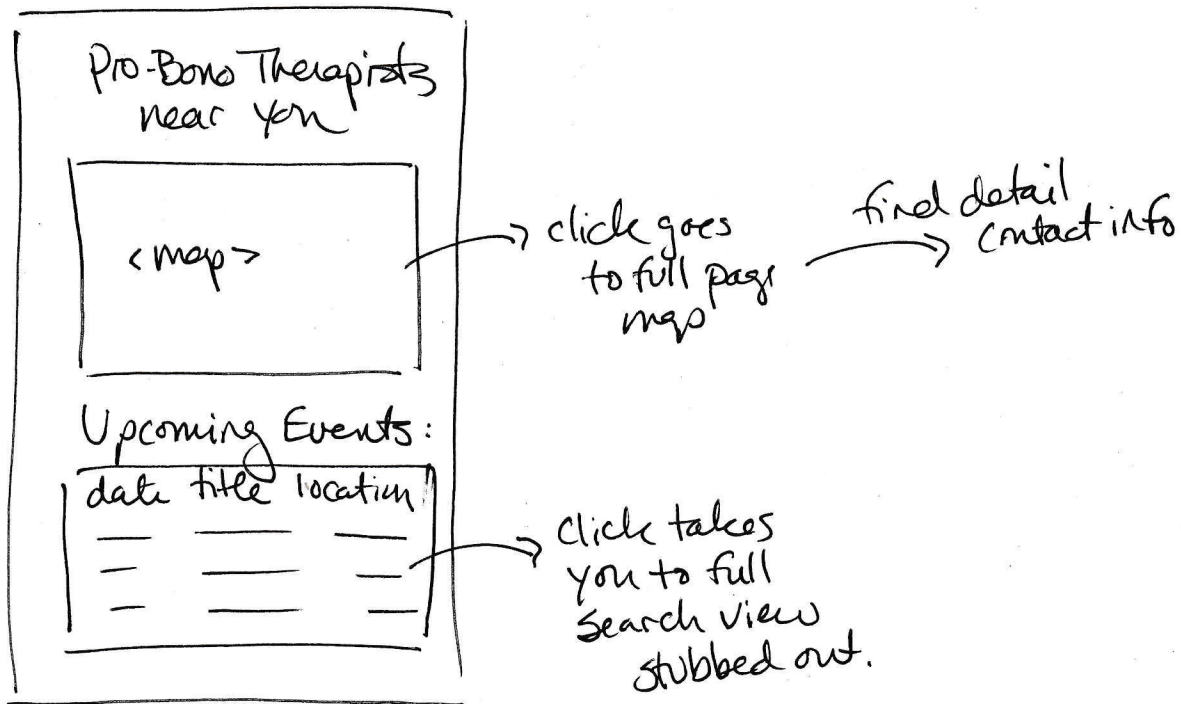 Pro-Bono Therapists
near you
<map>
click goes
to full page
map
find detail
contact info
Upcoming Events:
date title location
click takes
you to full
search view
stubbed out.